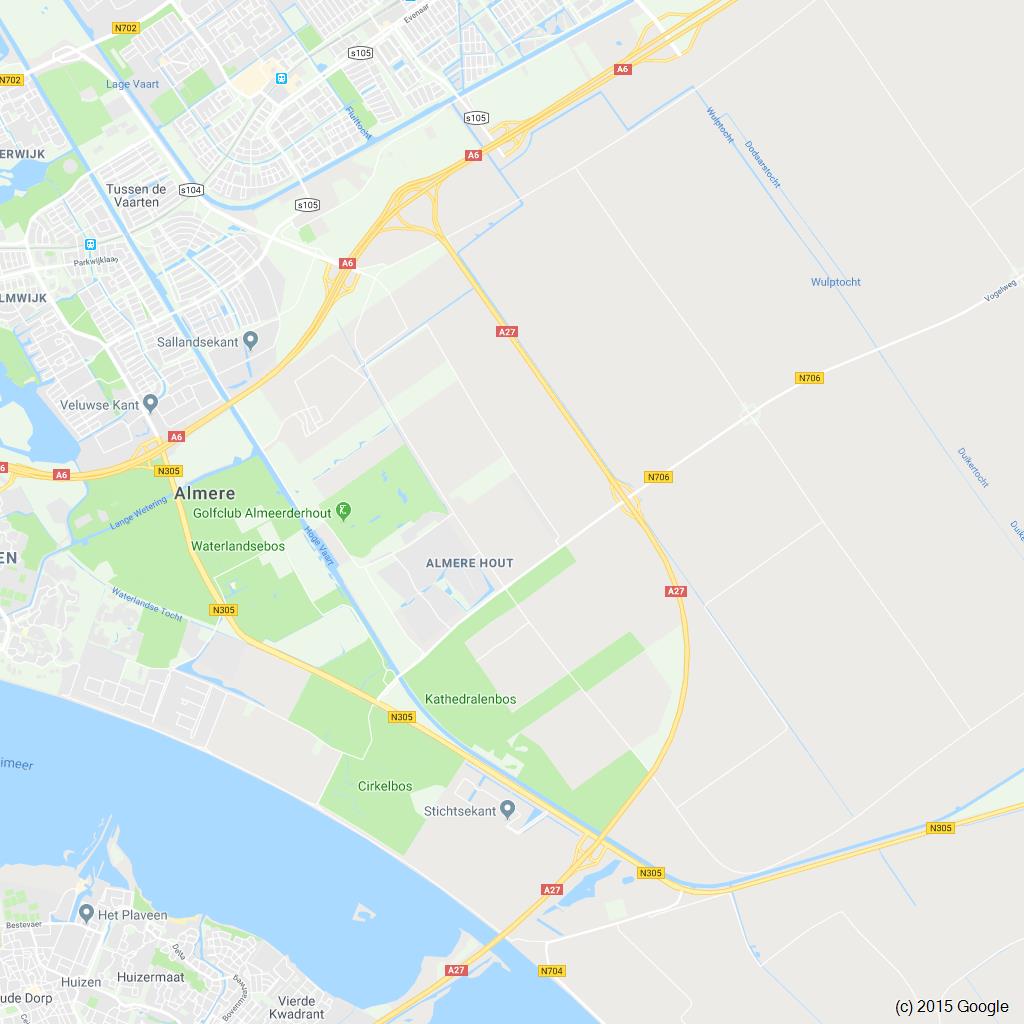 N702
Evenaar
s105
N702
Lage Vaart
A6
Fluittocht
s105
Wulptocht
ERWIJK
A6
Dodaarstocht
Tussen de
Vaarten
s104
s105
Parkwijklaan
A6
Wulptocht
Vogelweg
LMWIJK
A27
Sallandsekant
N706
Veluwse Kant
A6
A6
A6
N305
N706
Duikertocht
Almere
Lange Wetering
Golfclub Almeerderhout
Hoge Vaart
Waterlandsebos
EN
ALMERE HOUT
A27
Waterlandse Tocht
N305
Kathedralenbos
N305
imeer
Cirkelbos
Stichtsekant
N305
N305
A27
Het Plaveen
Bestevaer
Delta
A27
N704
Huizen
Huizermaat
ude Dorp
Vierde
Kwadrant
(c) 2015 Google